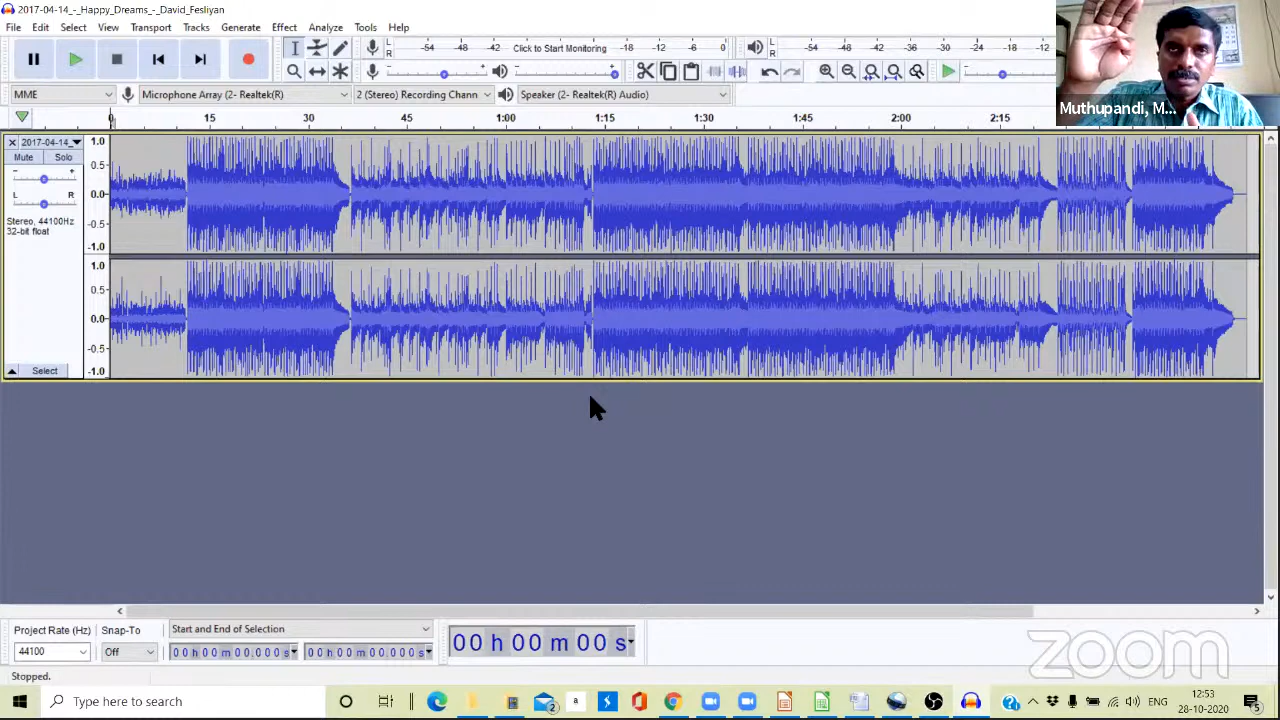 2017-04-14_-_Happy_Dreams_-_David_Fesliyan
File Edit Select View Transport Tracks Generate Effect Analyze Tools Help
L R -54 -48 -42 Click to Start Monitoring -18 -12 -6 0 L R -54 -48 -42 -36 -30 -24 -18 -12
MME Microphone Array (2- Realtek(R) 2 (Stereo) Recording Chann Speaker (2- Realtek(R) Audio)
Muthupandi, M...
0 15 30 45 1:00 1:15 1:30 1:45 2:00 2:15
2017-04-14_
Mute Solo
- +
L R
Stereo, 44100Hz
32-bit float
Select
1.0
0.5
0.0
-0.5
-1.0
1.0
0.5
0.0
-0.5
-1.0
Project Rate (Hz) Snap-To Start and End of Selection
44100 Off 00 h 00 m 00.000 s 00 h 00 m 00.000 s
00 h 00 m 00 s
zoom
Stopped.
Type here to search
2
a
ENG
12:53
28-10-2020
5